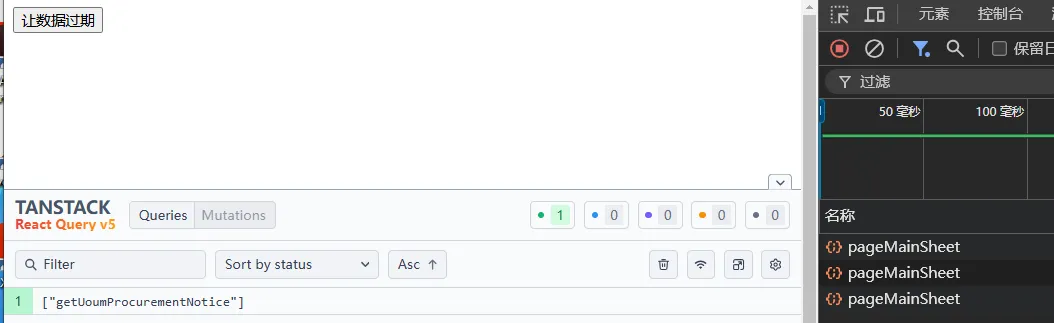 让数据过期
元素 控制台
保留日
过滤
50 毫秒 100 毫秒
名称
pageMainSheet
pageMainSheet
pageMainSheet
TANSTACK
React Query v5
Queries Mutations
1 0 0 0 0
Filter Sort by status Asc ↑
1 ["getUoumProcurementNotice"]